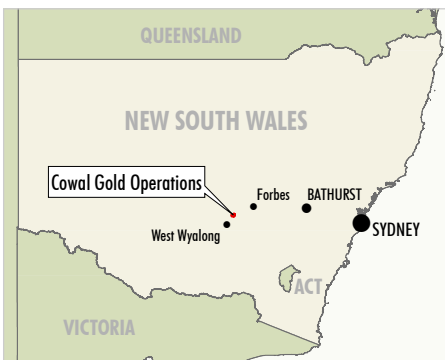 QUEENSLAND
NEW SOUTH WALES
Cowal Gold Operations
Forbes
BATHURST
SYDNEY
West Wyalong
ACT
VICTORIA